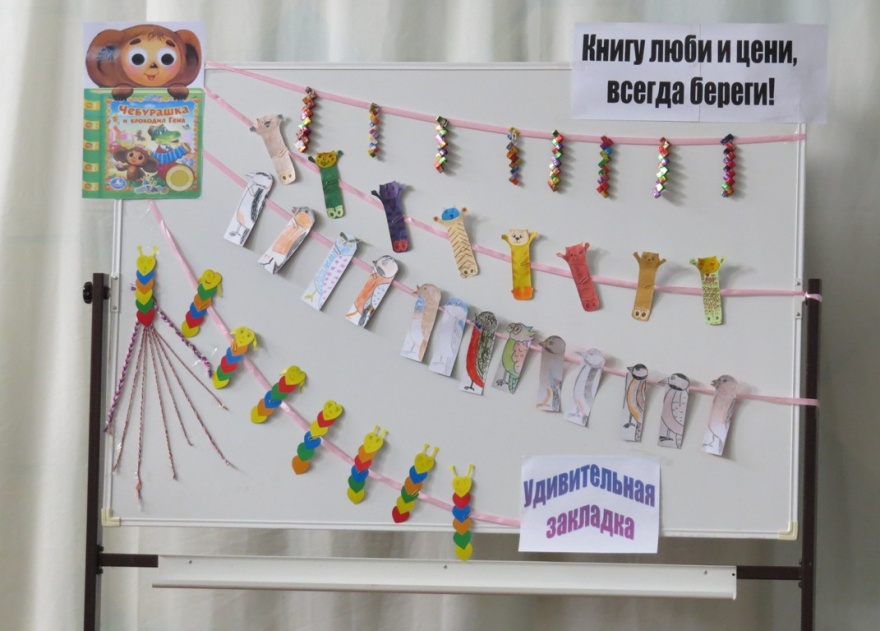 Книгу люби и цени,
всегда береги!
Чебурашка
и крокодил Гена
Удивительная
закладка